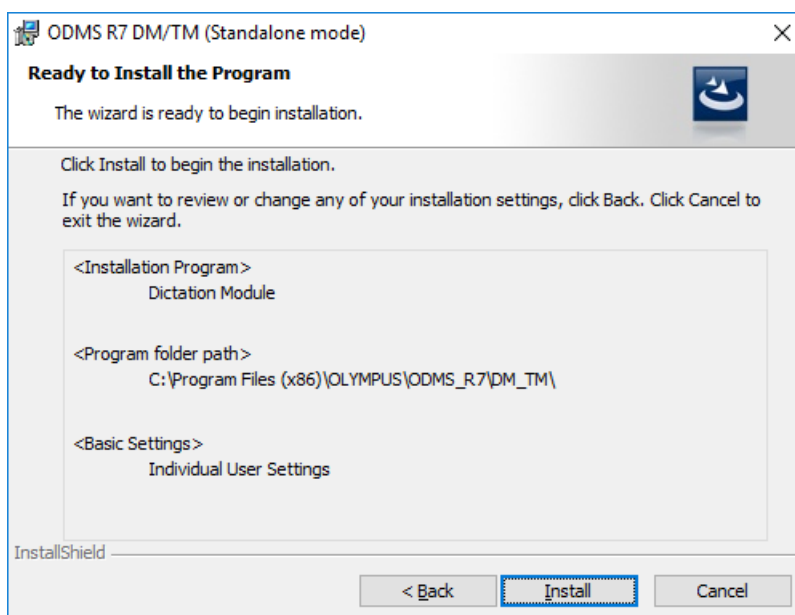 ODMS R7 DM/TM (Standalone mode)
Ready to Install the Program
The wizard is ready to begin installation.
Click Install to begin the installation.
If you want to review or change any of your installation settings, click Back. Click Cancel to
exit the wizard.
<Installation Program>
Dictation Module
<Program folder path>
C:\Program Files (x86)\OLYMPUS\ODMS_R7\DM_TM\
<Basic Settings>
Individual User Settings
InstallShield
< Back
Install
Cancel